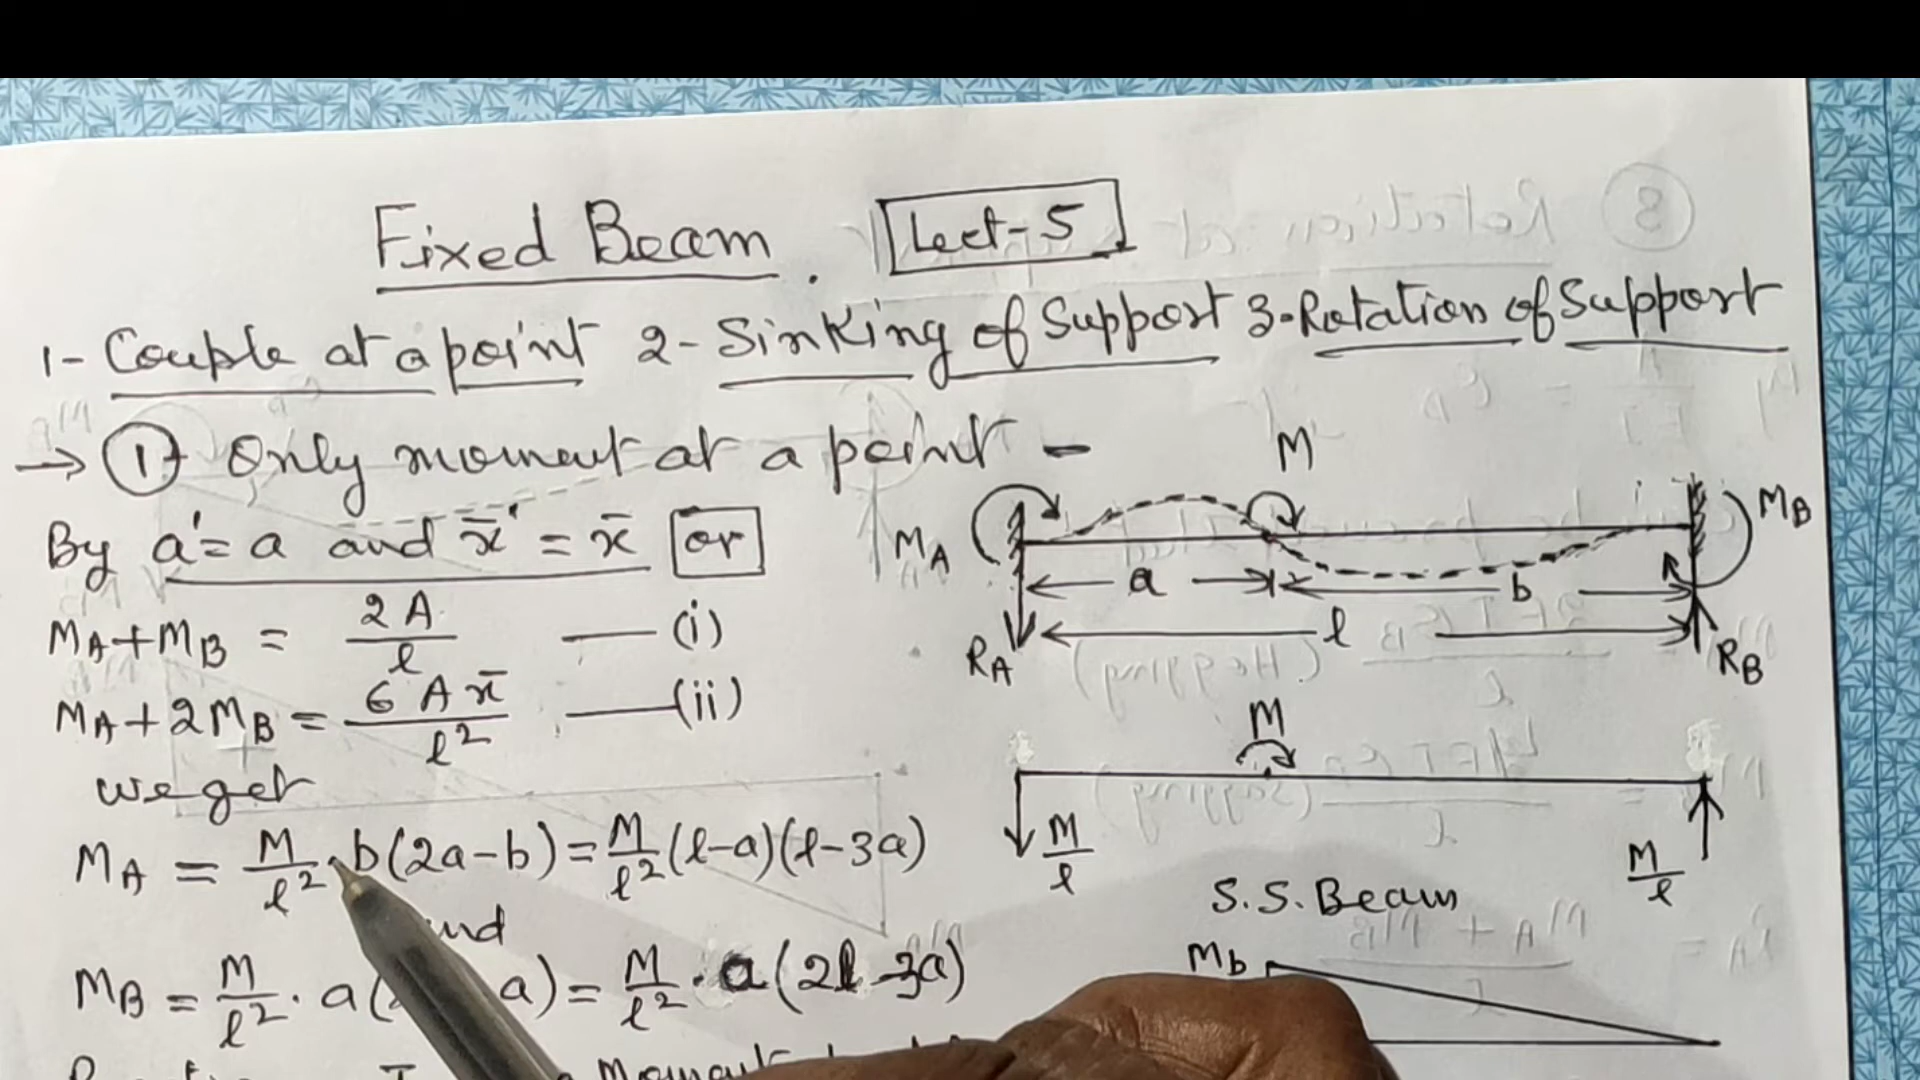 Fixed Beam. Lect-5
1- Couple at a point 2- Sinking of Support 3- Rotation of Support
→ ① Only moment at a point -
By a' = a and x̄' = x̄ or
M_A + M_B = 2A/l — (i)
M_A + 2M_B = 6Ax̄/l² — (ii)
we get
M_A = M/l² · b(2a-b) = M/l² (l-a)(l-3a)
M_B = M/l² · a( a) = M/l² · a(2l-3a)
M
M_A M_B
a b
R_A l R_B
M
M/l M/l
S.S. Beam
Mb